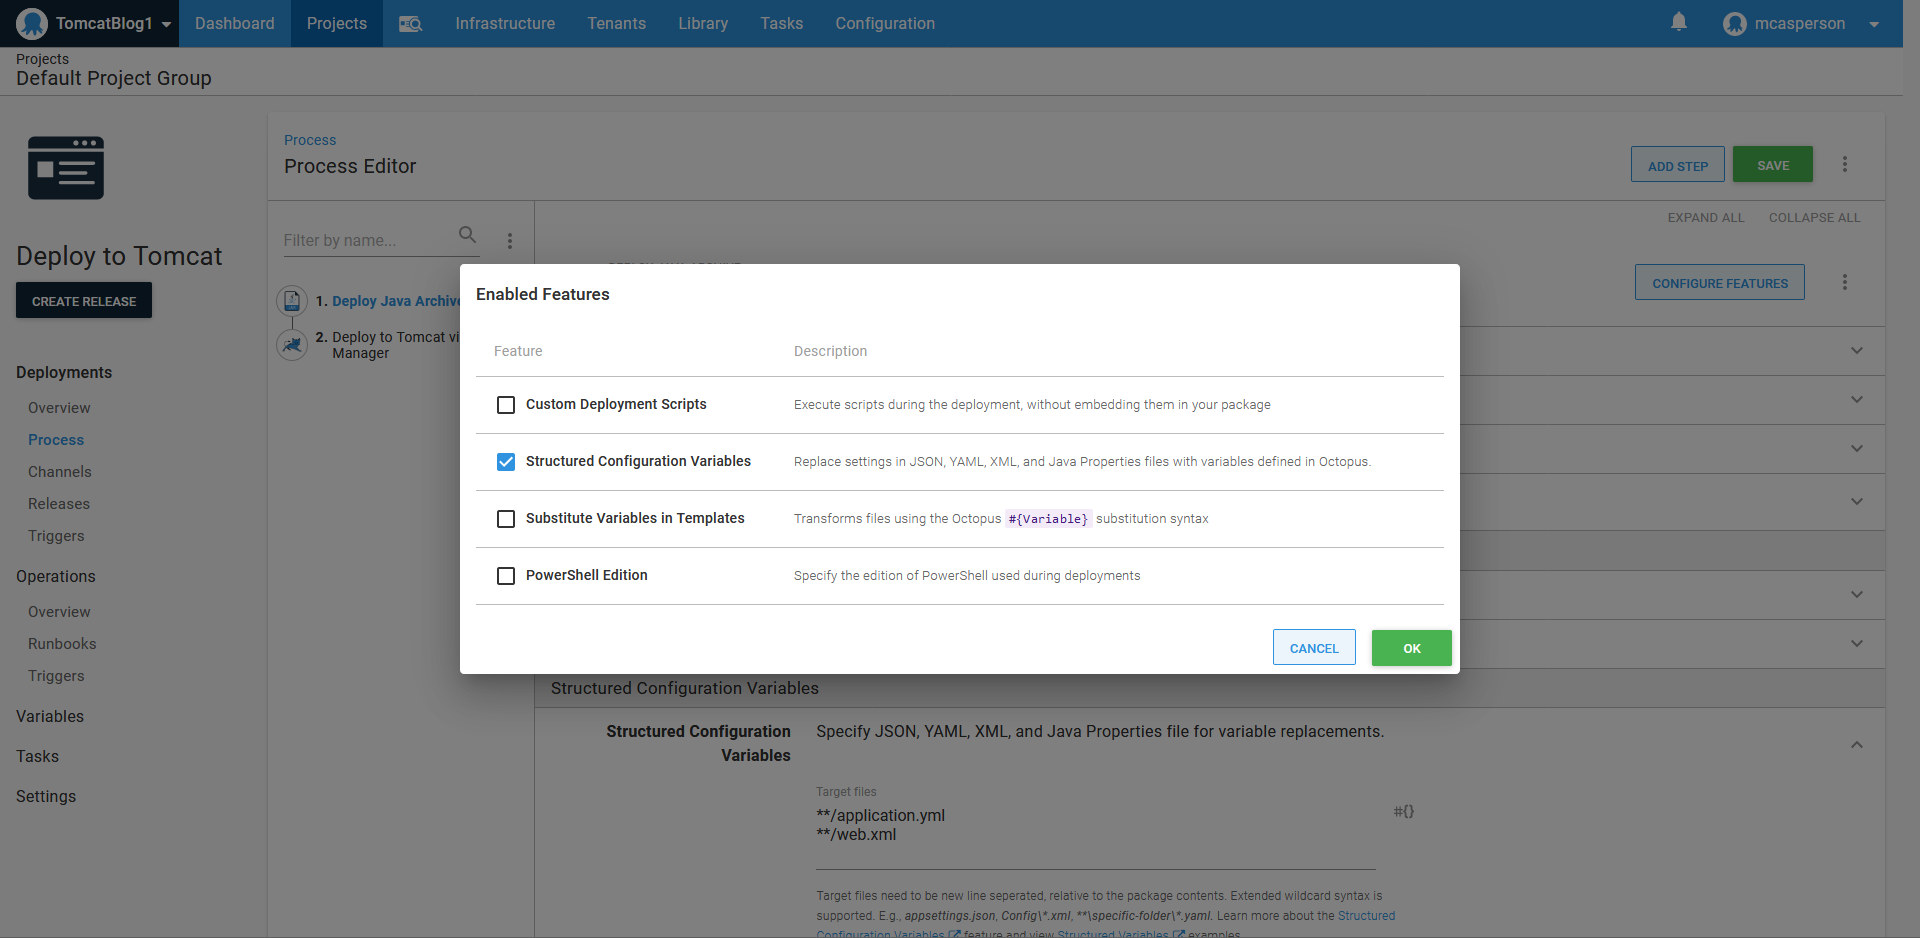 TomcatBlog1
Dashboard
Projects
Infrastructure
Tenants
Library
Tasks
Configuration
mcasperson
Projects
Default Project Group
Deploy to Tomcat
CREATE RELEASE
Deployments
Overview
Process
Channels
Releases
Triggers
Operations
Overview
Runbooks
Triggers
Variables
Tasks
Settings
Process
Process Editor
ADD STEP
SAVE
Filter by name...
1. Deploy Java Archive
2. Deploy to Tomcat vi
Manager
EXPAND ALL
COLLAPSE ALL
CONFIGURE FEATURES
Enabled Features
Feature Description
Custom Deployment Scripts Execute scripts during the deployment, without embedding them in your package
Structured Configuration Variables Replace settings in JSON, YAML, XML, and Java Properties files with variables defined in Octopus.
Substitute Variables in Templates Transforms files using the Octopus #{Variable} substitution syntax
PowerShell Edition Specify the edition of PowerShell used during deployments
CANCEL
OK
Structured Configuration Variables
Structured Configuration
Variables
Specify JSON, YAML, XML, and Java Properties file for variable replacements.
Target files
**/application.yml
**/web.xml
#{}
Target files need to be new line seperated, relative to the package contents. Extended wildcard syntax is
supported. E.g., appsettings.json, Config\*.xml, **\specific-folder\*.yaml. Learn more about the Structured
Configuration Variables feature and view Structured Variables examples.